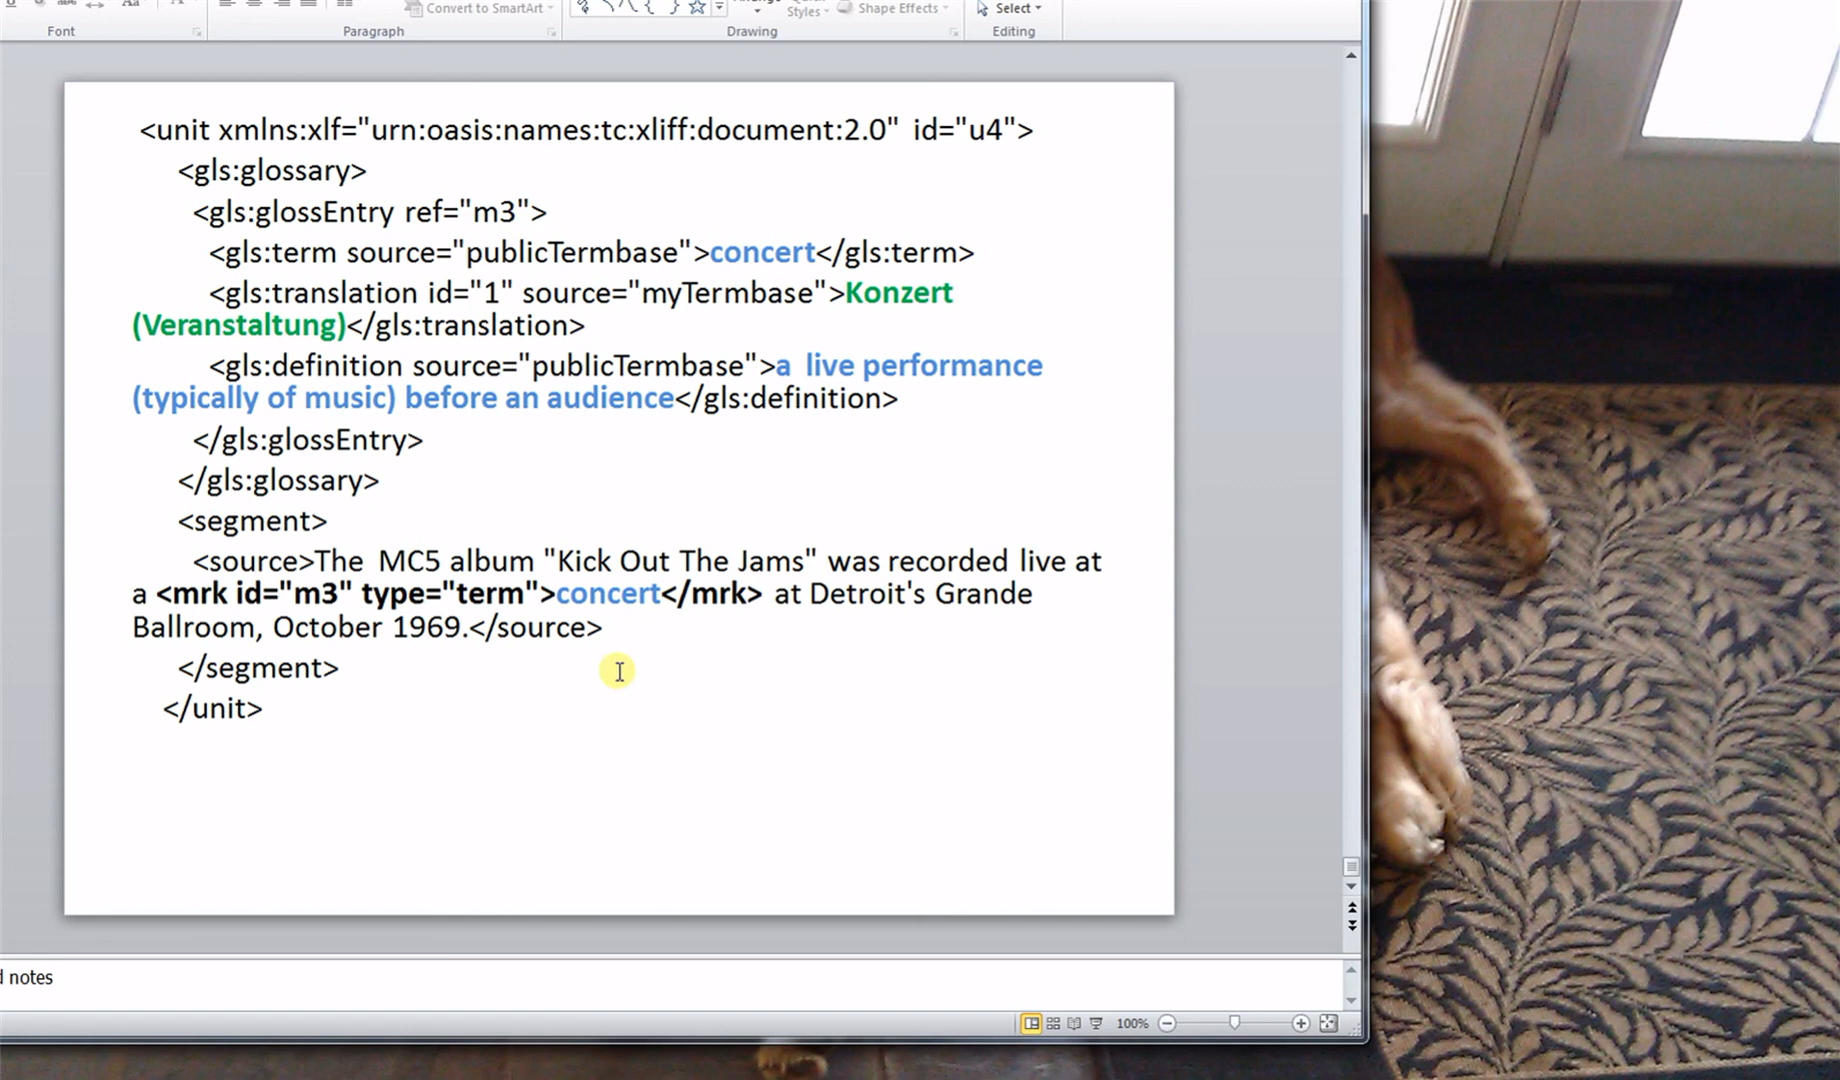 Convert to SmartArt
Styles
Shape Effects
Select
Font
Paragraph
Drawing
Editing
<unit xmlns:xlf="urn:oasis:names:tc:xliff:document:2.0" id="u4">
<gls:glossary>
<gls:glossEntry ref="m3">
<gls:term source="publicTermbase">concert</gls:term>
<gls:translation id="1" source="myTermbase">Konzert
(Veranstaltung)</gls:translation>
<gls:definition source="publicTermbase">a live performance
(typically of music) before an audience</gls:definition>
</gls:glossEntry>
</gls:glossary>
<segment>
<source>The MC5 album "Kick Out The Jams" was recorded live at
a <mrk id="m3" type="term">concert</mrk> at Detroit's Grande
Ballroom, October 1969.</source>
</segment>
</unit>
notes
100%